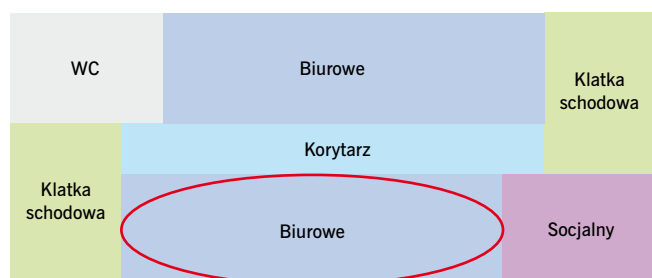 WC
Biurowe
Klatka
schodowa
Korytarz
Klatka
schodowa
Biurowe
Socjalny